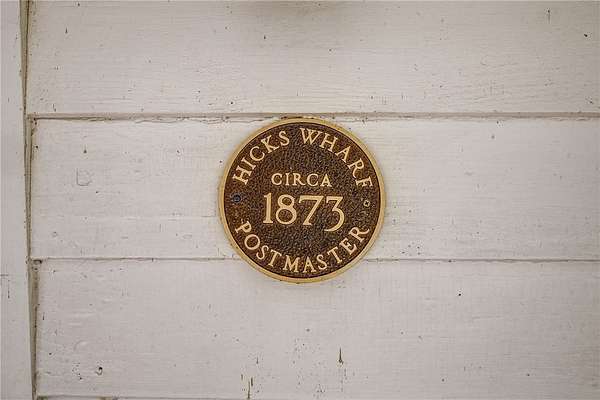 HICKS WHARF
CIRCA
1873
POSTMASTER